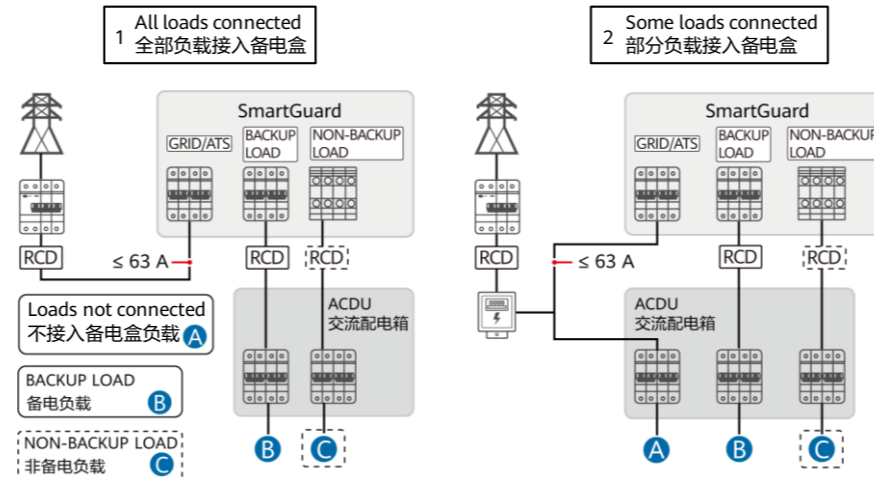 1
All loads connected
全部负载接入备电盒
SmartGuard
GRID/ATS
BACKUP
LOAD
NON-BACKUP
LOAD
RCD
≤ 63 A
RCD
RCD
ACDU
交流配电箱
Loads not connected
不接入备电盒负载 A
BACKUP LOAD
备电负载 B
NON-BACKUP LOAD
非备电负载 C
B
C
2
Some loads connected
部分负载接入备电盒
SmartGuard
GRID/ATS
BACKUP
LOAD
NON-BACKUP
LOAD
RCD
≤ 63 A
RCD
RCD
ACDU
交流配电箱
A
B
C